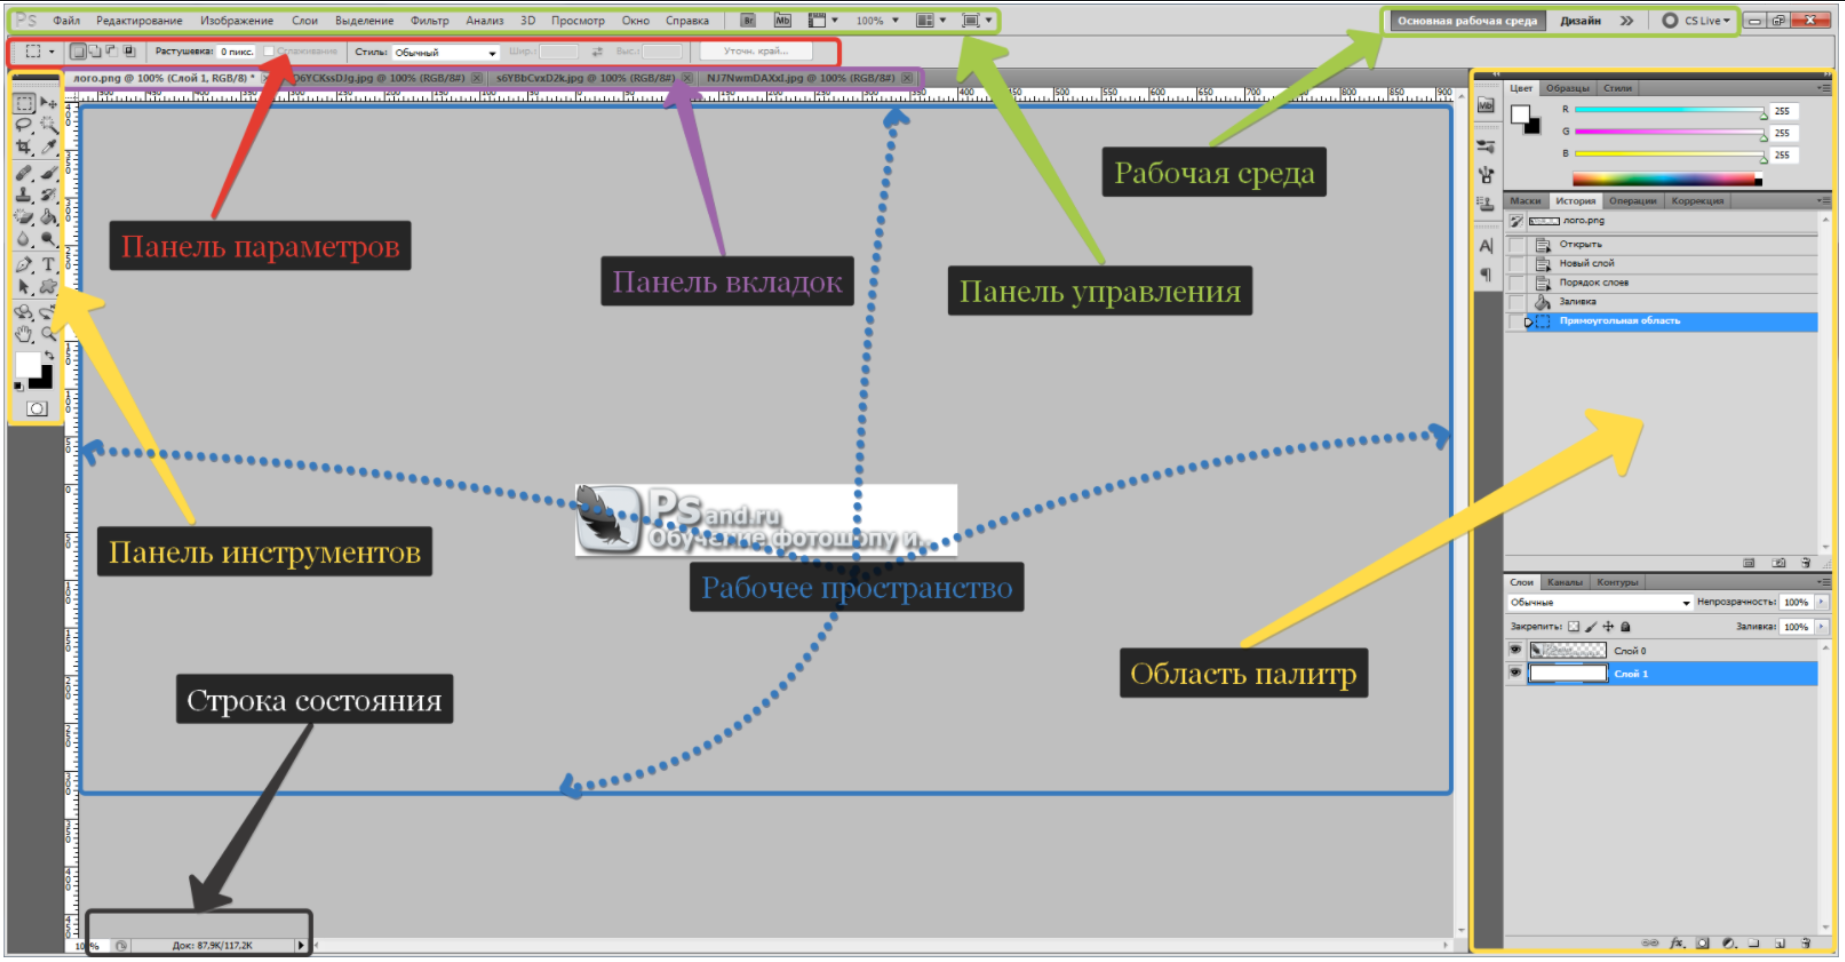 Ps Файл Редактирование Изображение Слои Выделение Фильтр Анализ 3D Просмотр Окно Справка Br Mb 100% Основная рабочая среда Дизайн CS Live
Растушевка: 0 пикс. Сглаживание Стиль: Обычный Шир.: Выс.: Уточн. край...
лого.png @ 100% (Слой 1, RGB/8) * D6YCKssDJg.jpg @ 100% (RGB/8#) s6YBbCvxD2k.jpg @ 100% (RGB/8#) NJ7NwmDAXxI.jpg @ 100% (RGB/8#)
Цвет Образцы Стили
Mb
R 255
G 255
B 255
Рабочая среда
Маски История Операции Коррекция
лого.png
Открыть
Новый слой
Порядок слоев
Заливка
Прямоугольная область
Панель параметров
Панель вкладок
Панель управления
Панель инструментов
PSand.ru
Обучение фотошопу и..
Рабочее пространство
Слои Каналы Контуры
Обычные Непрозрачность: 100%
Закрепить: Заливка: 100%
Слой 0
Слой 1
Область палитр
Строка состояния
100% Док: 87,9K/117,2K